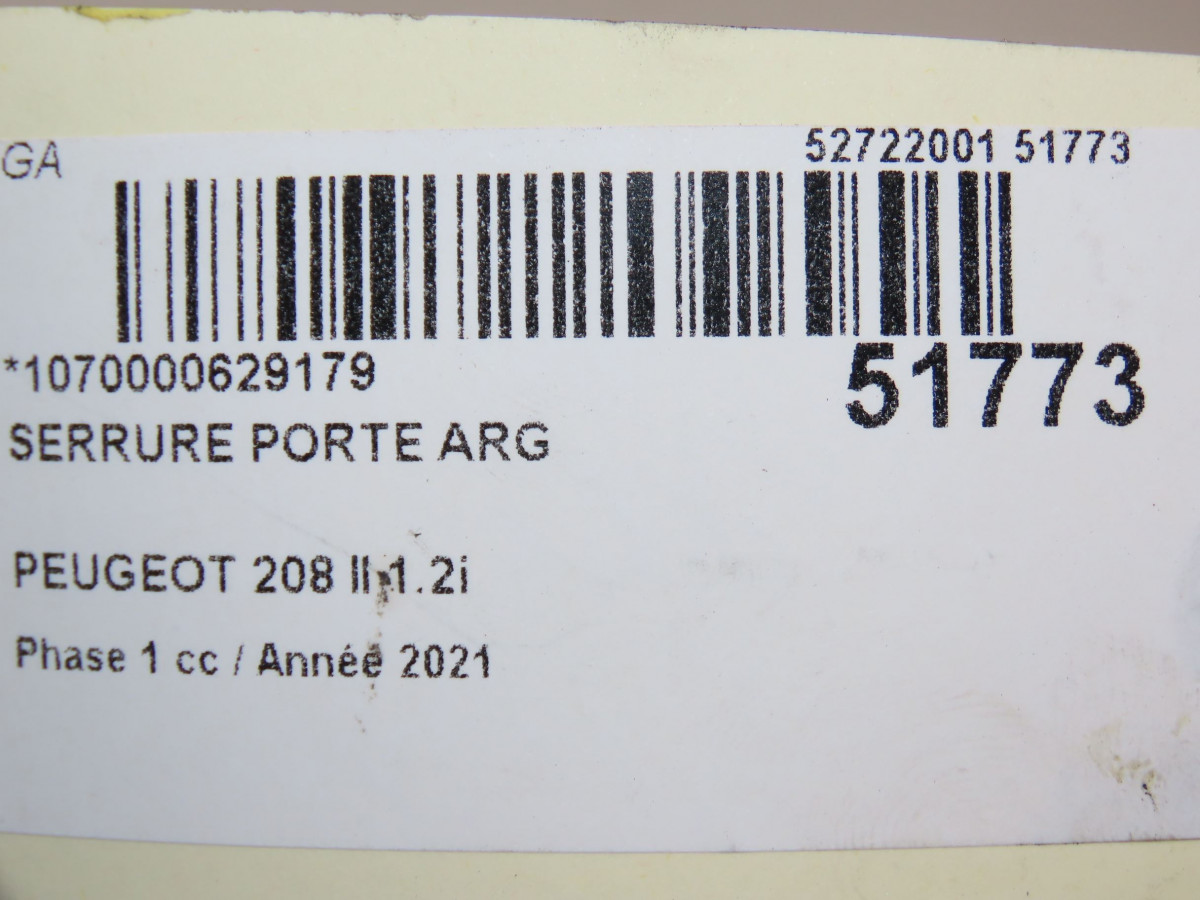 GA
52722001 51773
*1070000629179
51773
SERRURE PORTE ARG
PEUGEOT 208 II 1.2i
Phase 1 cc / Année 2021